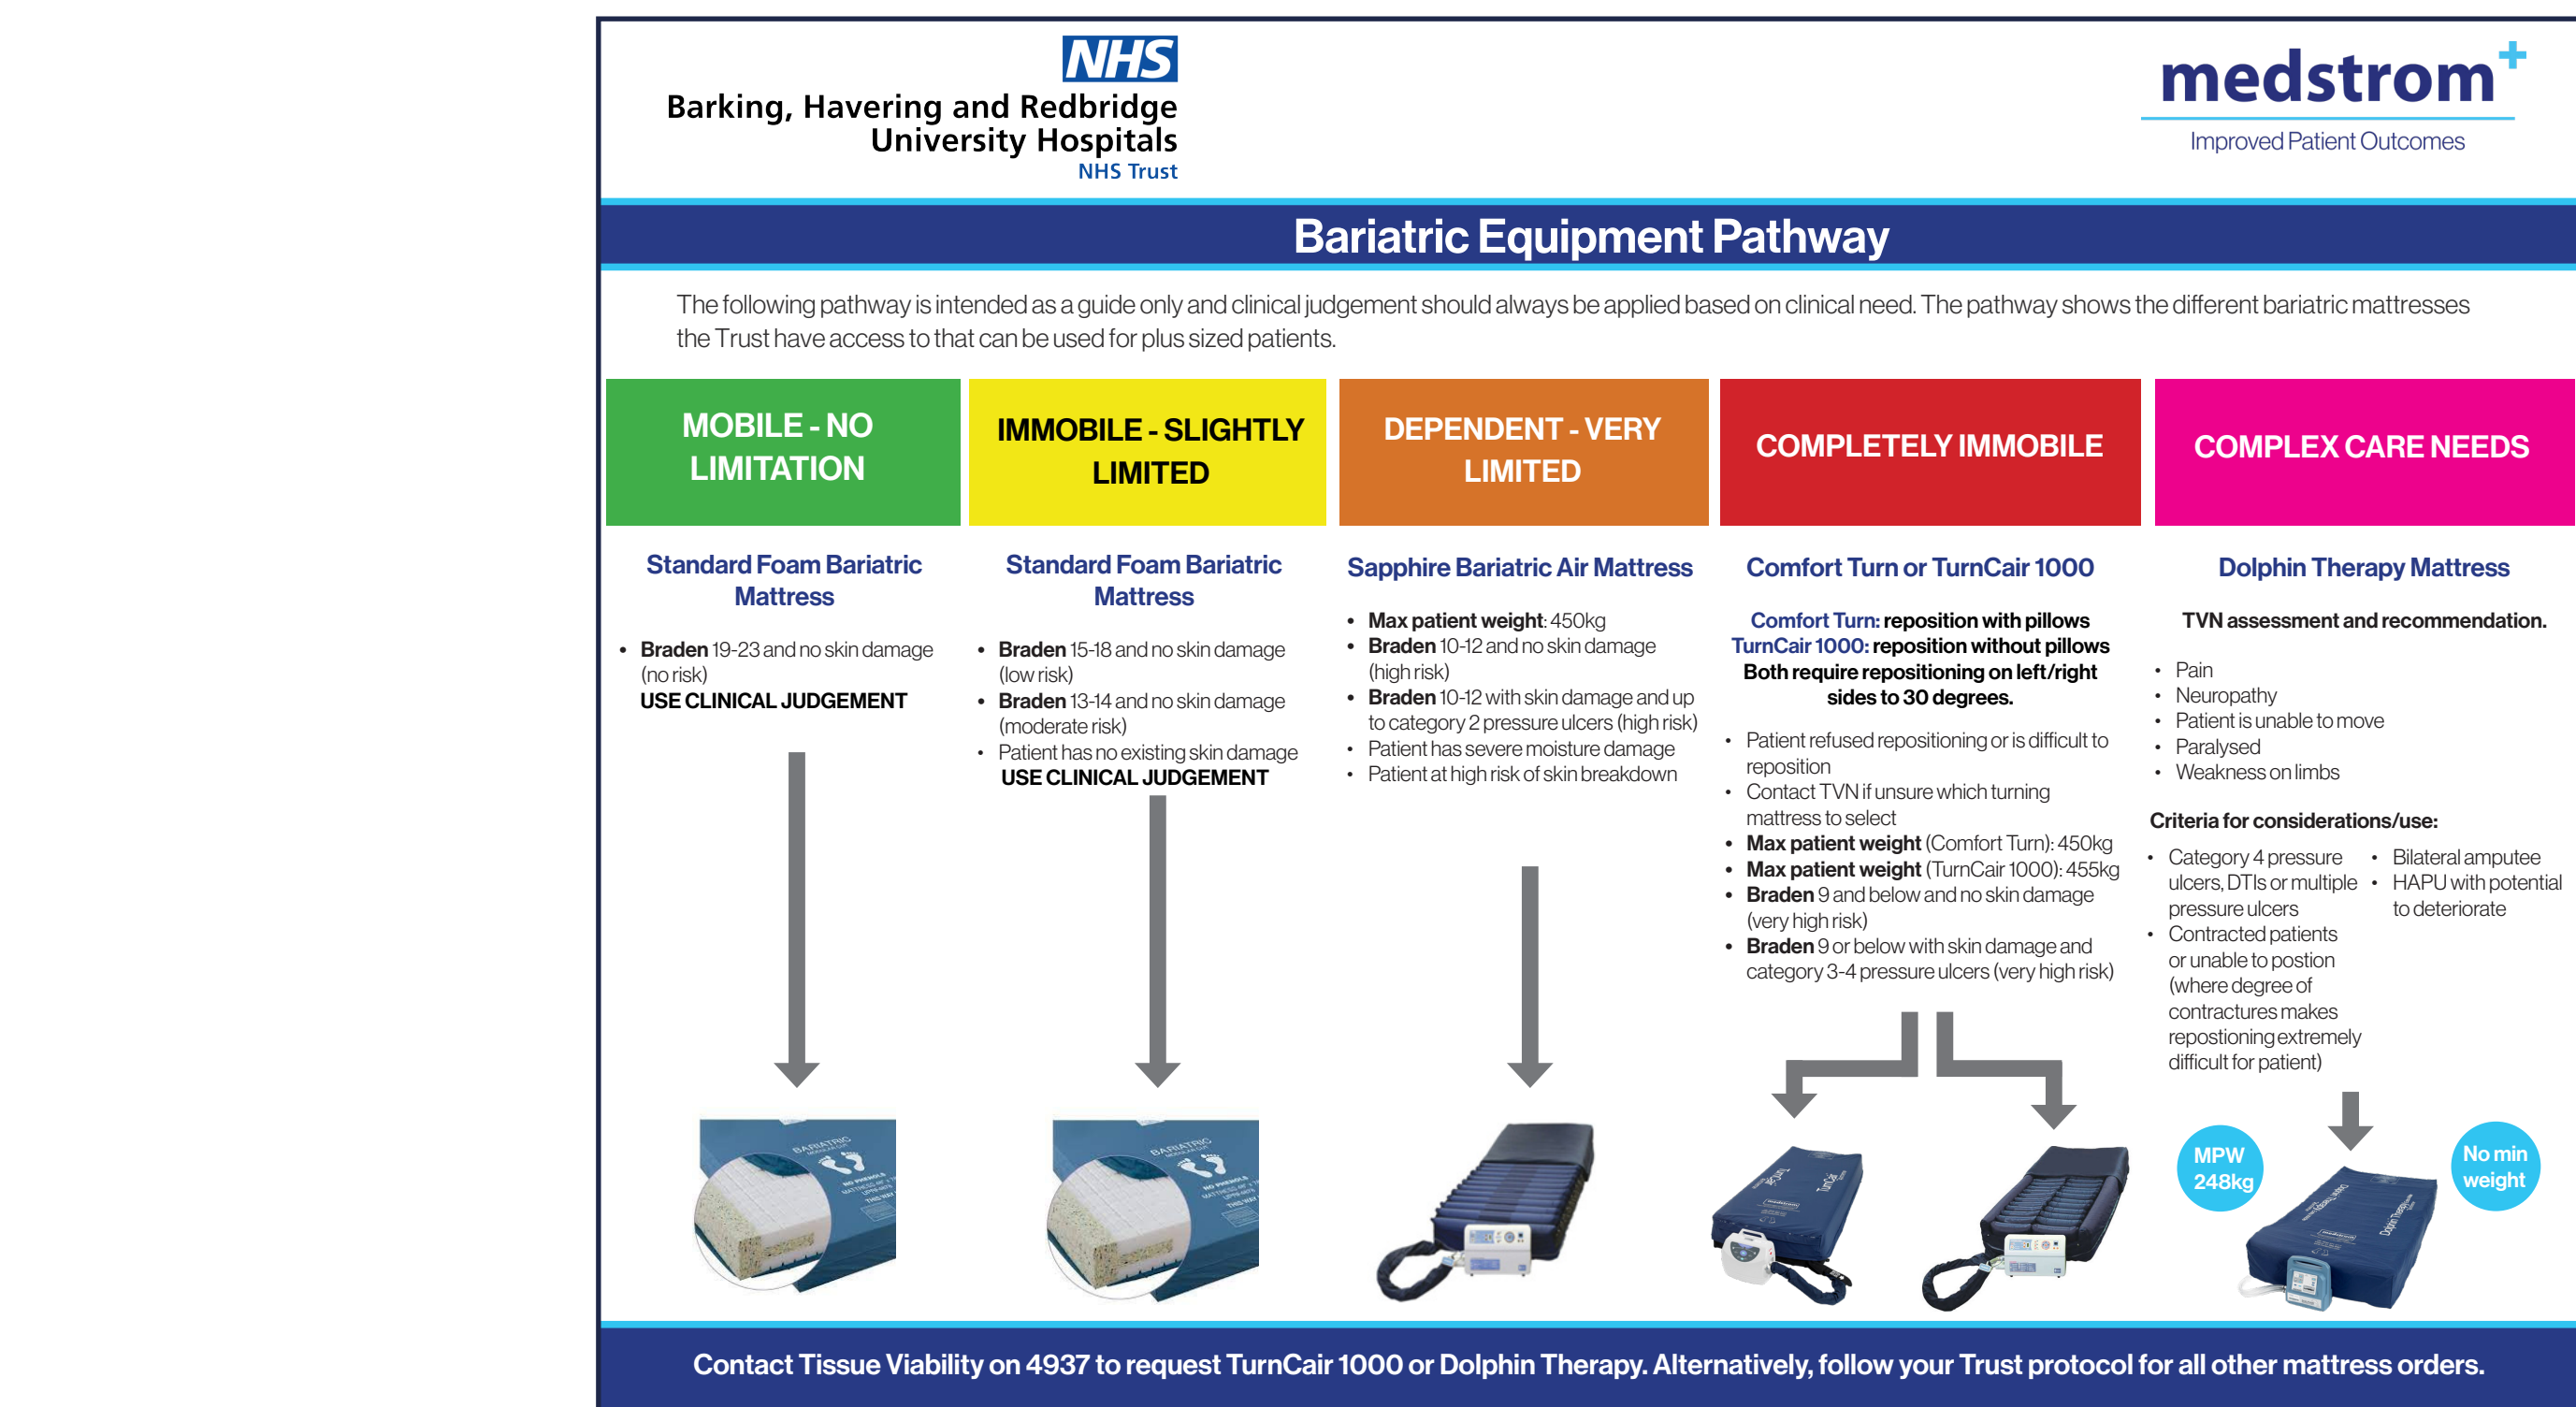 NHS
Barking, Havering and Redbridge
University Hospitals
NHS Trust
medstrom
Improved Patient Outcomes
Bariatric Equipment Pathway
The following pathway is intended as a guide only and clinical judgement should always be applied based on clinical need. The pathway shows the different bariatric mattresses
the Trust have access to that can be used for plus sized patients.
MOBILE - NO
LIMITATION
Standard Foam Bariatric
Mattress
• Braden 19-23 and no skin damage
(no risk)
USE CLINICAL JUDGEMENT
BARIATRIC
NO PHENOLS
THIS WAY
IMMOBILE - SLIGHTLY
LIMITED
Standard Foam Bariatric
Mattress
• Braden 15-18 and no skin damage
(low risk)
• Braden 13-14 and no skin damage
(moderate risk)
• Patient has no existing skin damage
USE CLINICAL JUDGEMENT
BARIATRIC
NO PHENOLS
THIS WAY
DEPENDENT - VERY
LIMITED
Sapphire Bariatric Air Mattress
• Max patient weight: 450kg
• Braden 10-12 and no skin damage
(high risk)
• Braden 10-12 with skin damage and up
to category 2 pressure ulcers (high risk)
• Patient has severe moisture damage
• Patient at high risk of skin breakdown
COMPLETELY IMMOBILE
Comfort Turn or TurnCair 1000
Comfort Turn: reposition with pillows
TurnCair 1000: reposition without pillows
Both require repositioning on left/right
sides to 30 degrees.
• Patient refused repositioning or is difficult to
reposition
• Contact TVN if unsure which turning
mattress to select
• Max patient weight (Comfort Turn): 450kg
• Max patient weight (TurnCair 1000): 455kg
• Braden 9 and below and no skin damage
(very high risk)
• Braden 9 or below with skin damage and
category 3-4 pressure ulcers (very high risk)
TurnCair
TurnCair
COMPLEX CARE NEEDS
Dolphin Therapy Mattress
TVN assessment and recommendation.
• Pain
• Neuropathy
• Patient is unable to move
• Paralysed
• Weakness on limbs
Criteria for considerations/use:
• Category 4 pressure
ulcers, DTIs or multiple
pressure ulcers
• Contracted patients
or unable to postion
(where degree of
contractures makes
repostioning extremely
difficult for patient)
• Bilateral amputee
• HAPU with potential
to deteriorate
MPW
248kg
No min
weight
Dolphin Therapy
Dolphin Therapy
Contact Tissue Viability on 4937 to request TurnCair 1000 or Dolphin Therapy. Alternatively, follow your Trust protocol for all other mattress orders.